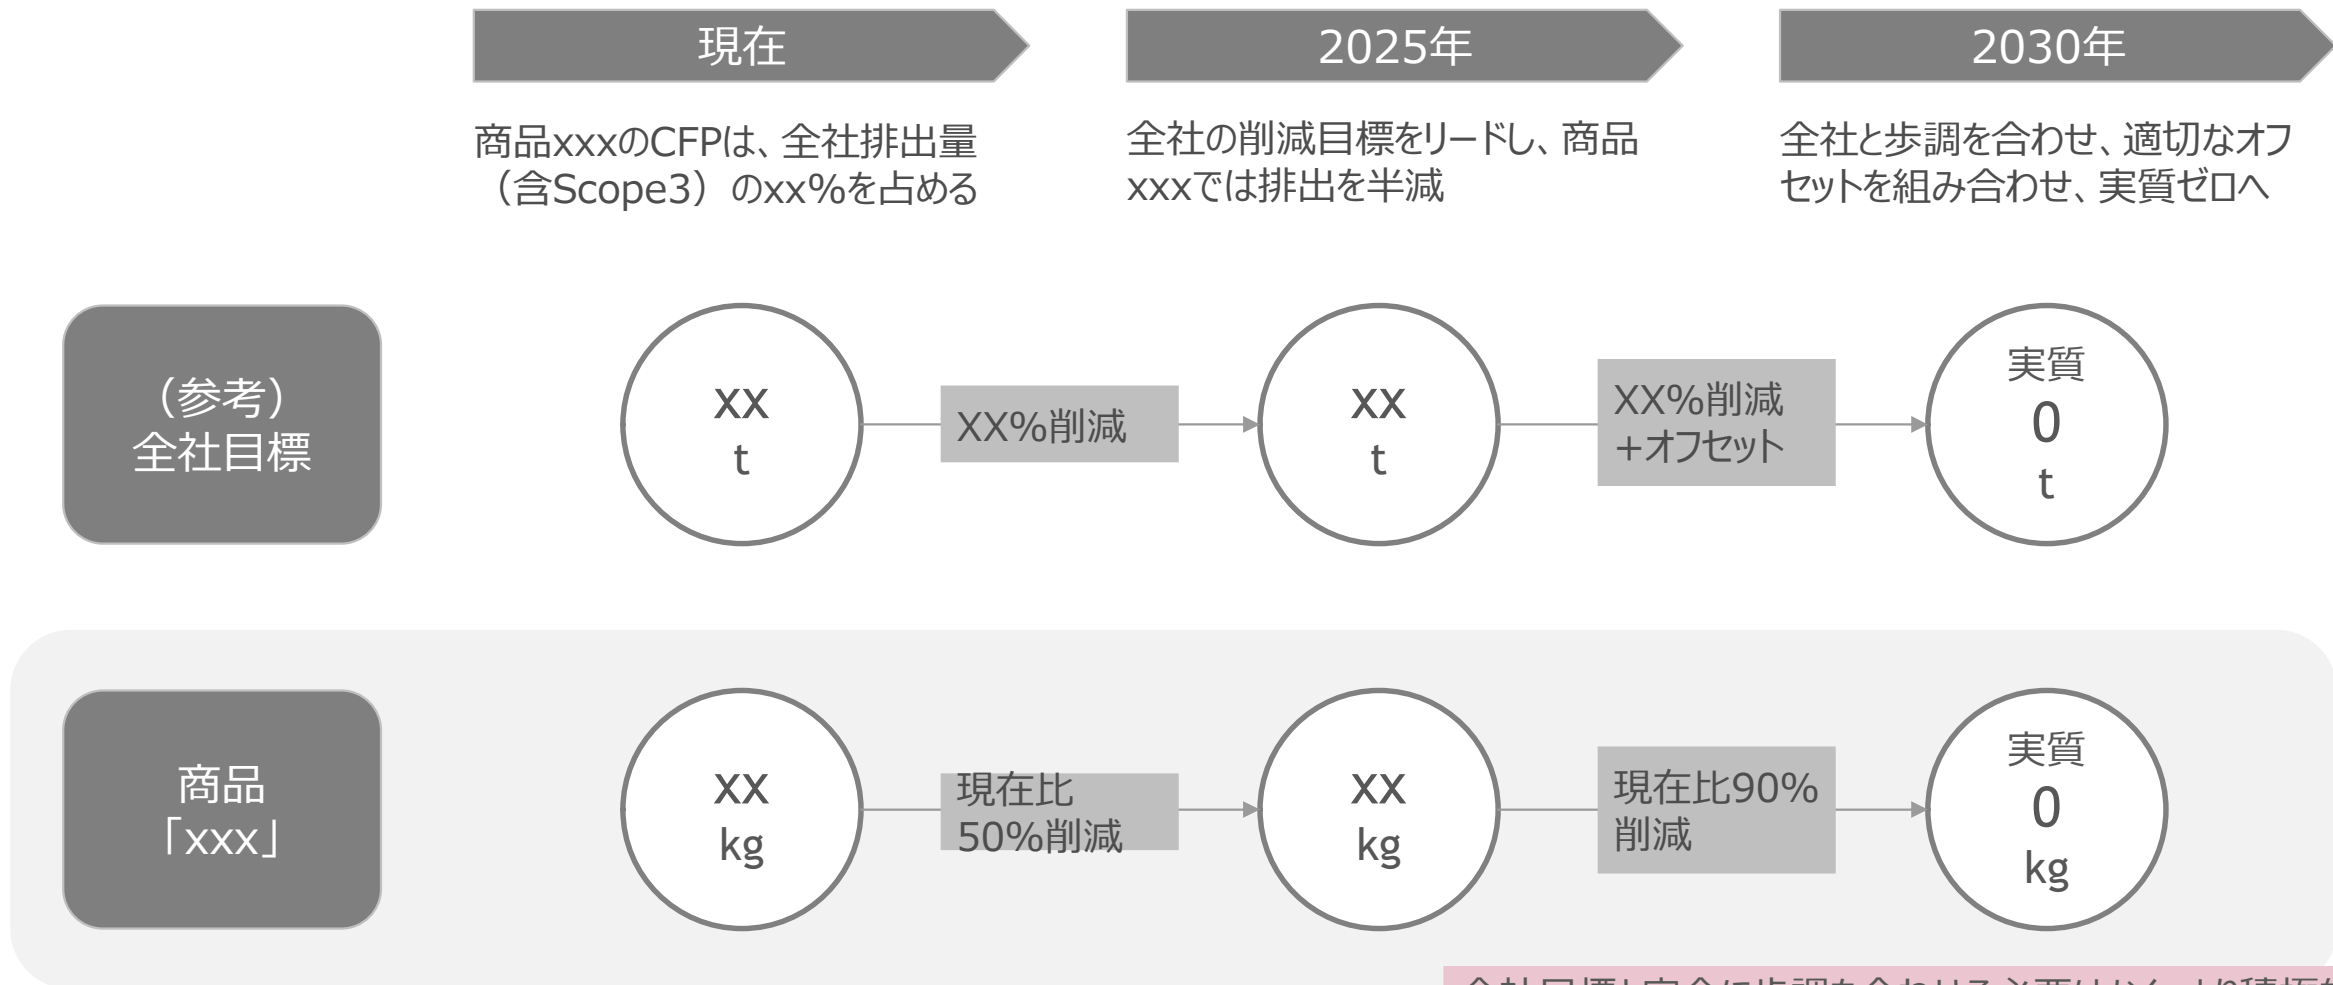 現在
2025年
2030年
商品xxxのCFPは、全社排出量
（含Scope3）のxx%を占める
全社の削減目標をリードし、商品
xxxでは排出を半減
全社と歩調を合わせ、適切なオフ
セットを組み合わせ、実質ゼロへ
（参考）
全社目標
xx
t
XX%削減
xx
t
XX%削減
+オフセット
実質
0
t
商品
「xxx」
xx
kg
現在比
50%削減
xx
kg
現在比90%
削減
実質
0
kg